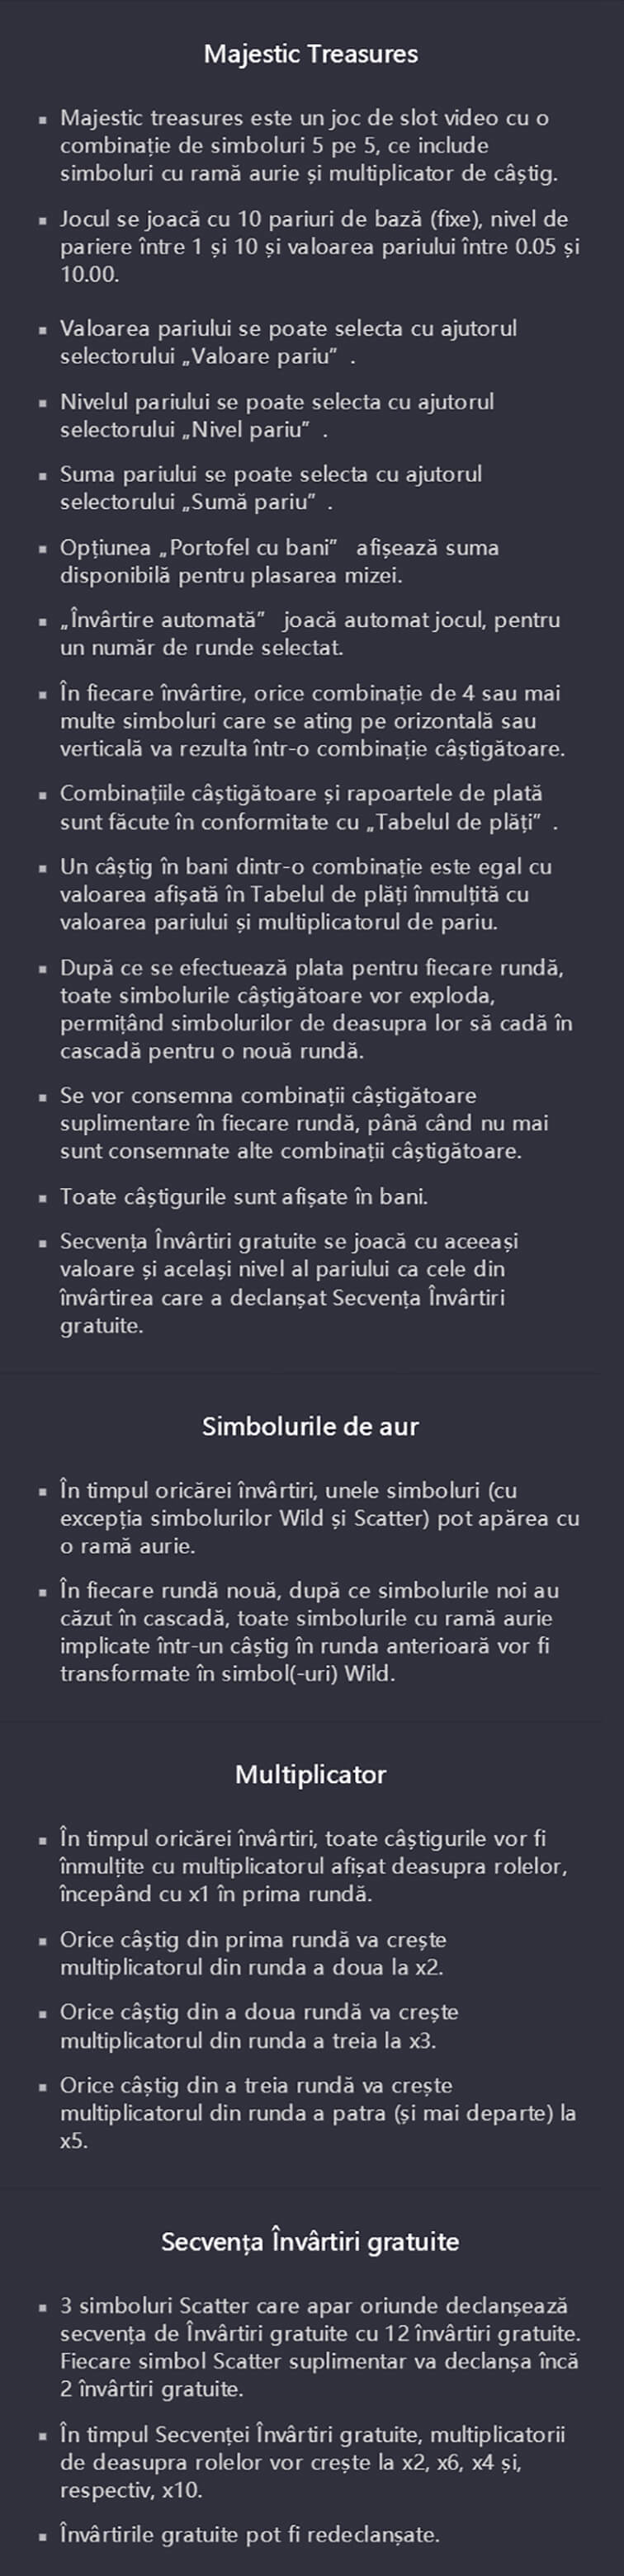 Majestic Treasures
▪ Majestic treasures este un joc de slot video cu o
combinație de simboluri 5 pe 5, ce include
simboluri cu ramă aurie și multiplicator de câștig.
▪ Jocul se joacă cu 10 pariuri de bază (fixe), nivel de
pariere între 1 și 10 și valoarea pariului între 0.05 și
10.00.
▪ Valoarea pariului se poate selecta cu ajutorul
selectorului „Valoare pariu” .
▪ Nivelul pariului se poate selecta cu ajutorul
selectorului „Nivel pariu” .
▪ Suma pariului se poate selecta cu ajutorul
selectorului „Sumă pariu” .
▪ Opțiunea „Portofel cu bani” afișează suma
disponibilă pentru plasarea mizei.
▪ „Învârtire automată” joacă automat jocul, pentru
un număr de runde selectat.
▪ În fiecare învârtire, orice combinație de 4 sau mai
multe simboluri care se ating pe orizontală sau
verticală va rezulta într-o combinație câștigătoare.
▪ Combinațiile câștigătoare și rapoartele de plată
sunt făcute în conformitate cu „Tabelul de plăți” .
▪ Un câștig în bani dintr-o combinație este egal cu
valoarea afișată în Tabelul de plăți înmulțită cu
valoarea pariului și multiplicatorul de pariu.
▪ După ce se efectuează plata pentru fiecare rundă,
toate simbolurile câștigătoare vor exploda,
permițând simbolurilor de deasupra lor să cadă în
cascadă pentru o nouă rundă.
▪ Se vor consemna combinații câștigătoare
suplimentare în fiecare rundă, până când nu mai
sunt consemnate alte combinații câștigătoare.
▪ Toate câștigurile sunt afișate în bani.
▪ Secvența Învârtiri gratuite se joacă cu aceeași
valoare și același nivel al pariului ca cele din
învârtirea care a declanșat Secvența Învârtiri
gratuite.
Simbolurile de aur
▪ În timpul oricărei învârtiri, unele simboluri (cu
excepția simbolurilor Wild și Scatter) pot apărea cu
o ramă aurie.
▪ În fiecare rundă nouă, după ce simbolurile noi au
căzut în cascadă, toate simbolurile cu ramă aurie
implicate într-un câștig în runda anterioară vor fi
transformate în simbol(-uri) Wild.
Multiplicator
▪ În timpul oricărei învârtiri, toate câștigurile vor fi
înmulțite cu multiplicatorul afișat deasupra rolelor,
începând cu x1 în prima rundă.
▪ Orice câștig din prima rundă va crește
multiplicatorul din runda a doua la x2.
▪ Orice câștig din a doua rundă va crește
multiplicatorul din runda a treia la x3.
▪ Orice câștig din a treia rundă va crește
multiplicatorul din runda a patra (și mai departe) la
x5.
Secvența Învârtiri gratuite
▪ 3 simboluri Scatter care apar oriunde declanșează
secvența de Învârtiri gratuite cu 12 învârtiri gratuite.
Fiecare simbol Scatter suplimentar va declanșa încă
2 învârtiri gratuite.
▪ În timpul Secvenței Învârtiri gratuite, multiplicatorii
de deasupra rolelor vor crește la x2, x6, x4 și,
respectiv, x10.
▪ Învârtirile gratuite pot fi redeclanșate.